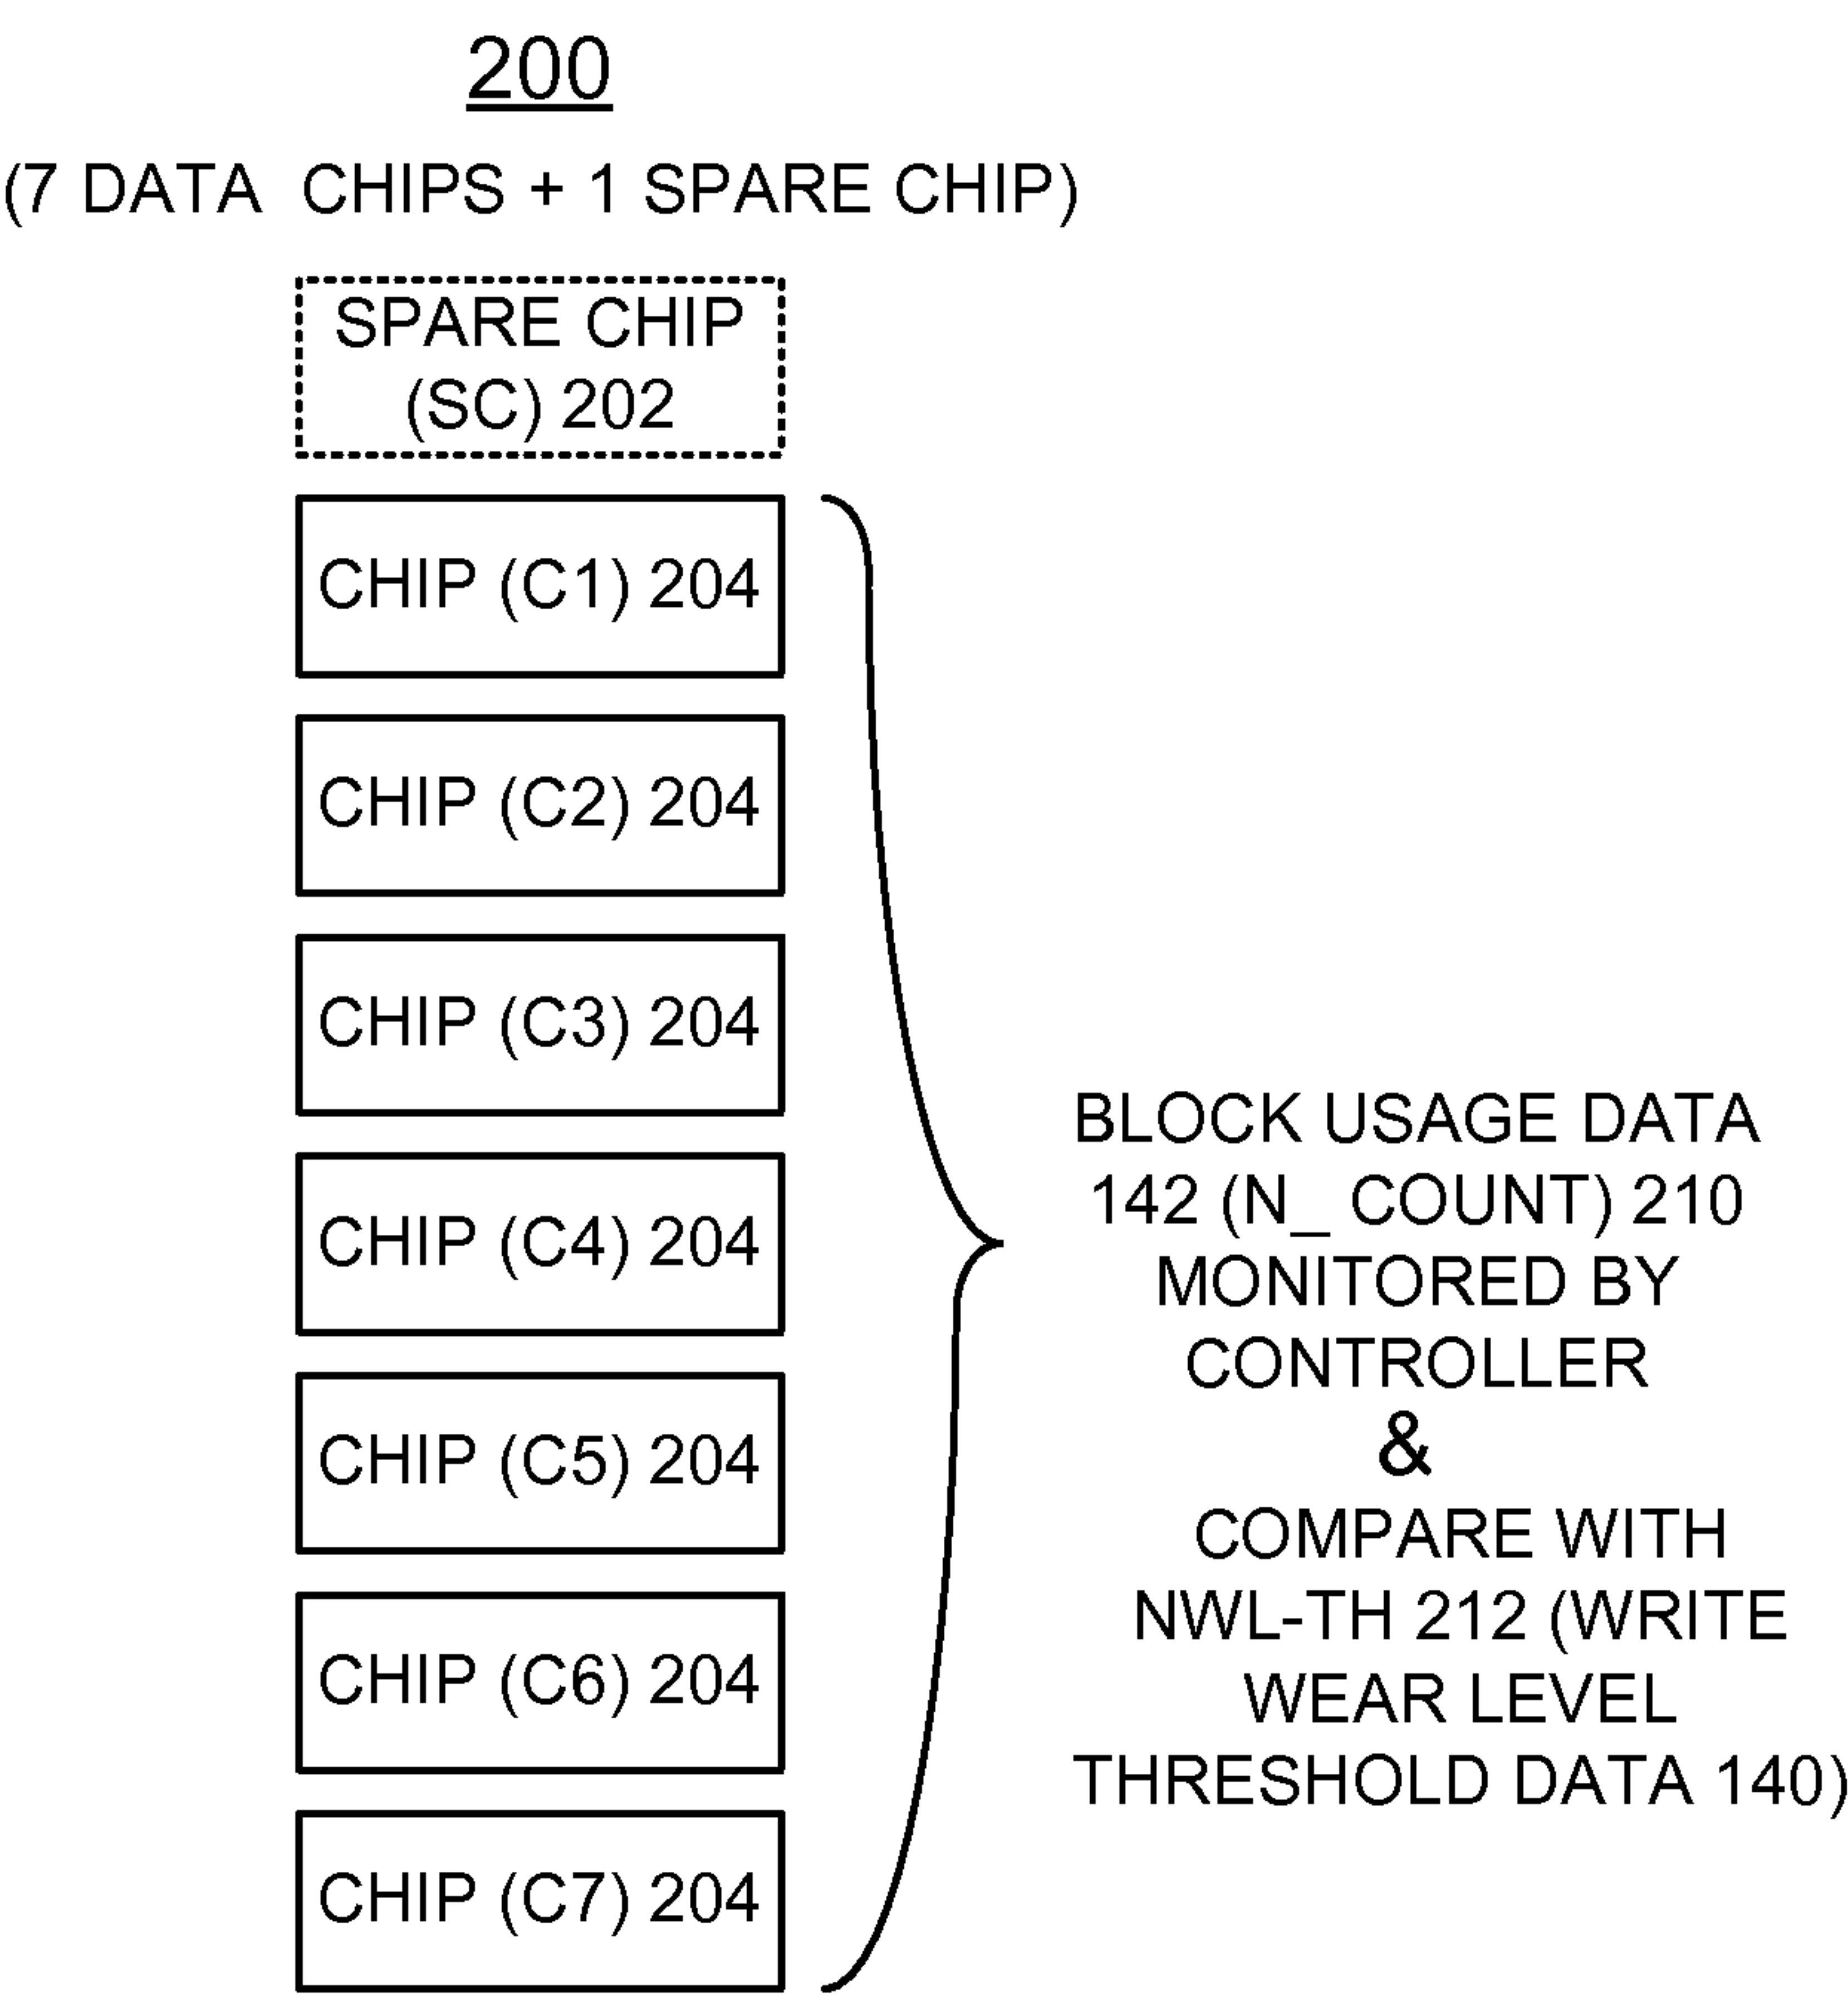 200
(7 DATA CHIPS + 1 SPARE CHIP)
SPARE CHIP
(SC) 202
CHIP (C1) 204
CHIP (C2) 204
CHIP (C3) 204
CHIP (C4) 204
CHIP (C5) 204
CHIP (C6) 204
CHIP (C7) 204
BLOCK USAGE DATA
142 (N_ COUNT) 210
MONITORED BY
CONTROLLER
&
COMPARE WITH
NWL-TH 212 (WRITE
WEAR LEVEL
THRESHOLD DATA 140)